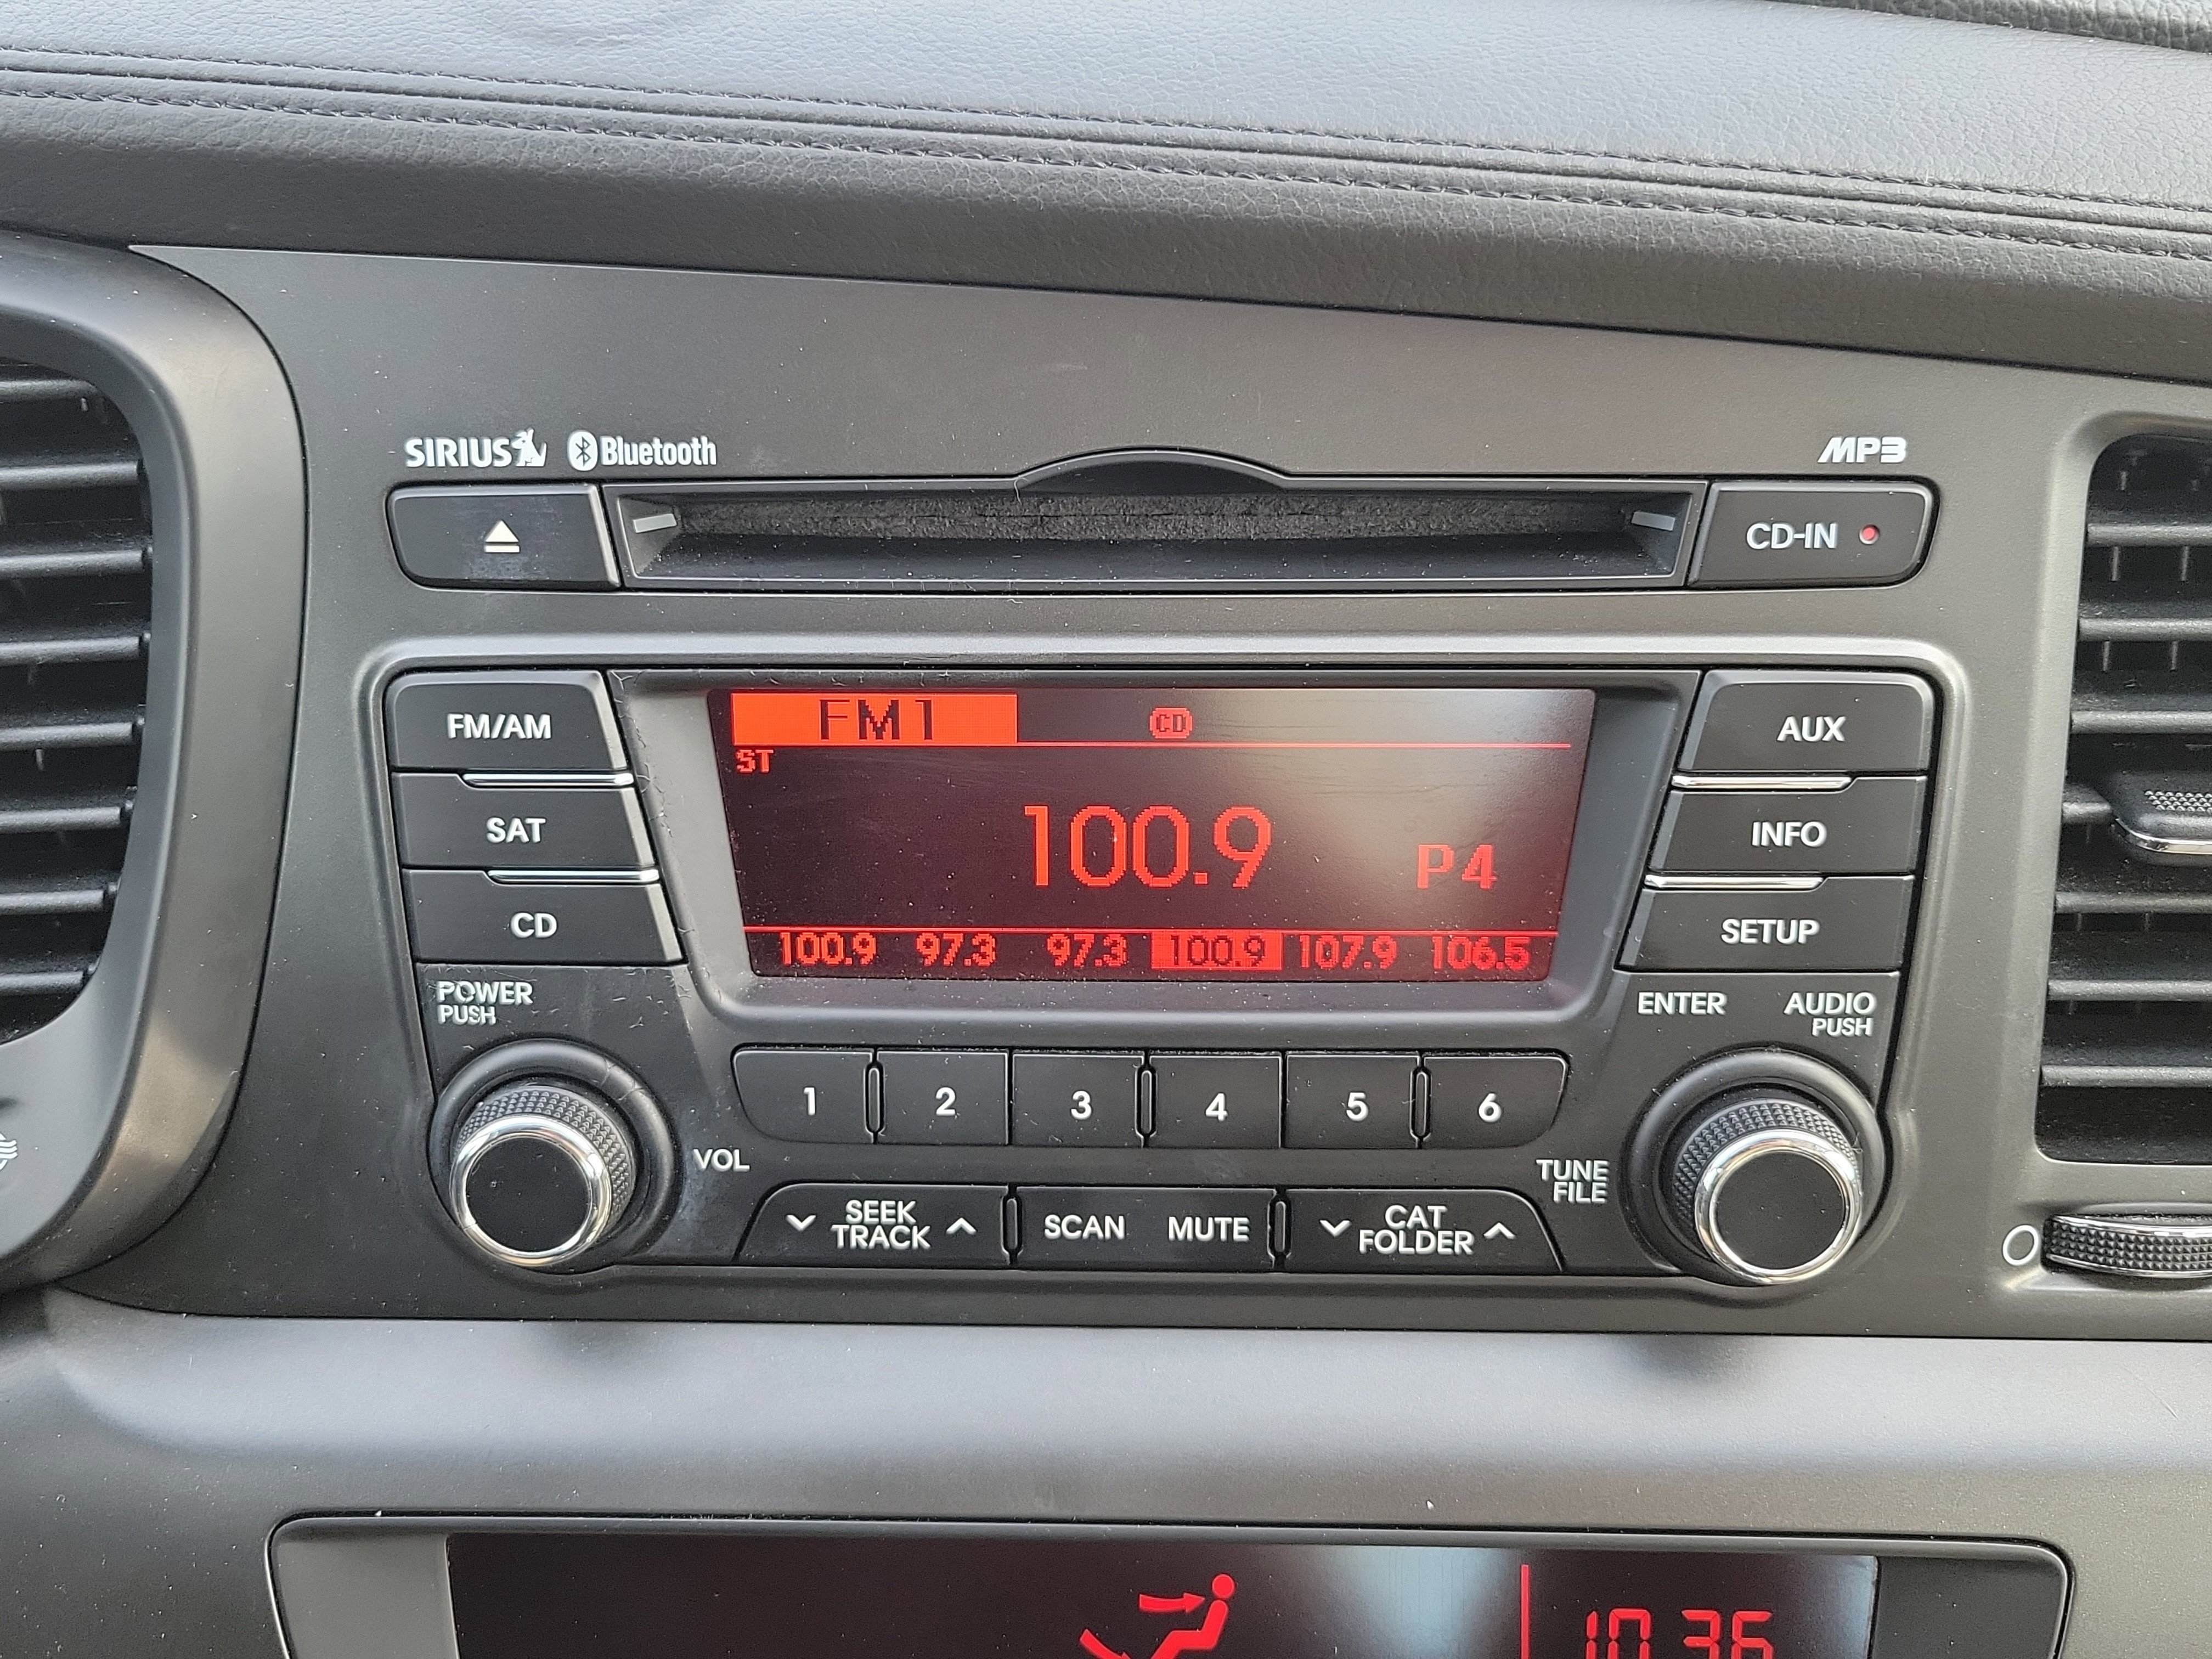 SIRIUS Bluetooth MP3
CD-IN
FM/AM FM1 CD AUX
ST
SAT 100.9 P4 INFO
CD SETUP
100.9 97.3 97.3 100.9 107.9 106.5
POWER PUSH ENTER AUDIO PUSH
1 2 3 4 5 6
VOL TUNE FILE
SEEK TRACK SCAN MUTE CAT FOLDER
10 36